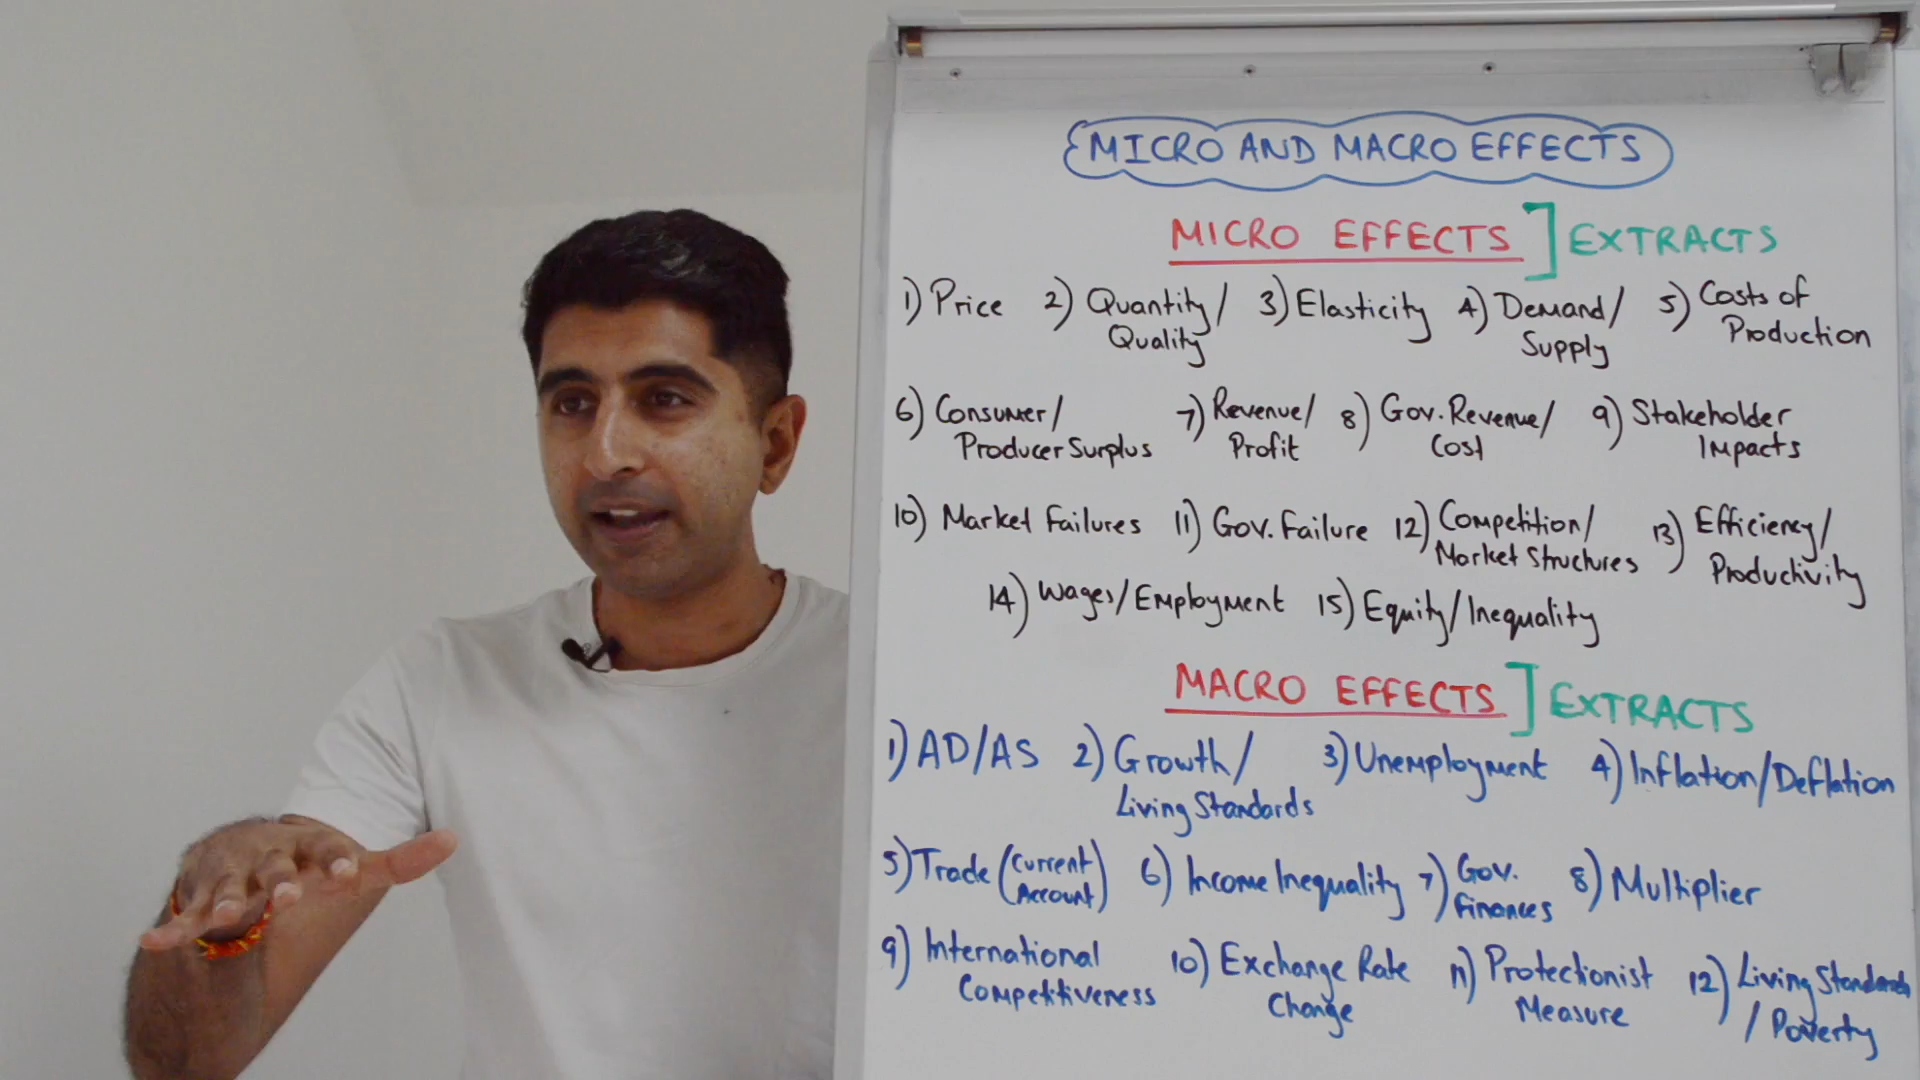 MICRO AND MACRO EFFECTS
MICRO EFFECTS ] EXTRACTS
1) Price 2) Quantity/ 3) Elasticity 4) Demand/ 5) Costs of
Quality Supply Production
6) Consumer/ 7) Revenue/ 8) Gov. Revenue/ 9) Stakeholder
Producer Surplus Profit Cost Impacts
10) Market Failures 11) Gov. Failure 12) Competition/ 13) Efficiency/
Market Structures Productivity
14) Wages/Employment 15) Equity/Inequality
MACRO EFFECTS ] EXTRACTS
1) AD/AS 2) Growth/ 3) Unemployment 4) Inflation/Deflation
Living Standards
5) Trade (Current 6) Income Inequality 7) Gov. 8) Multiplier
Account) Finances
9) International 10) Exchange Rate 11) Protectionist 12) Living Standards
Competitiveness Change Measure / Poverty